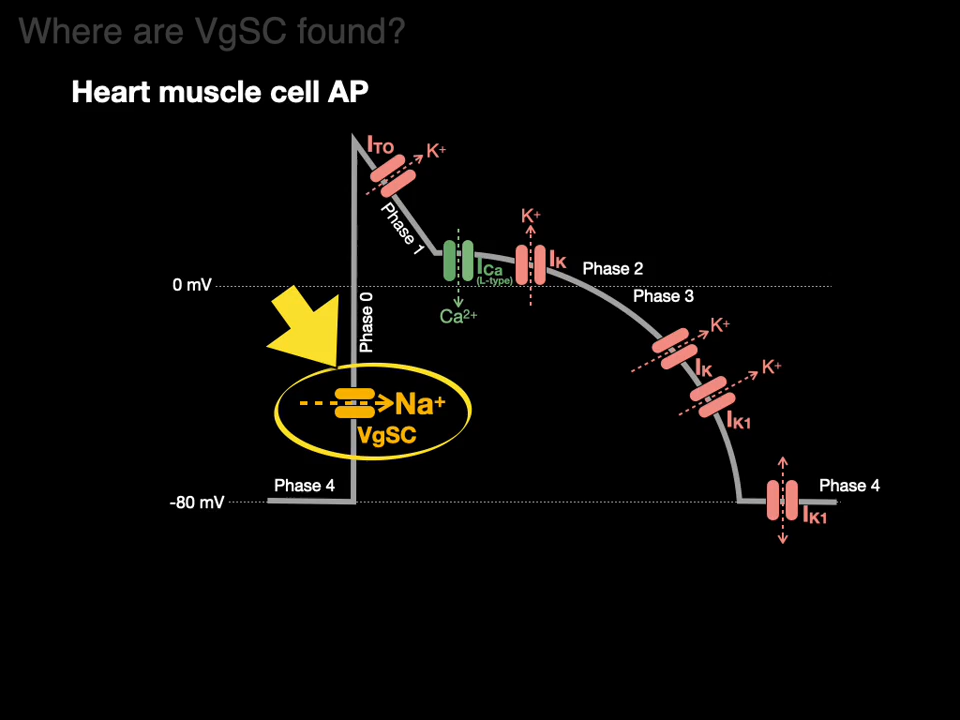 Where are VgSC found?
Heart muscle cell AP
ITO
K+
Phase 1
K+
ICa
(L-type)
IK
Phase 2
0 mV
Phase 0
Ca2+
Phase 3
K+
IK
K+
IK1
Na+
VgSC
Phase 4
-80 mV
Phase 4
IK1